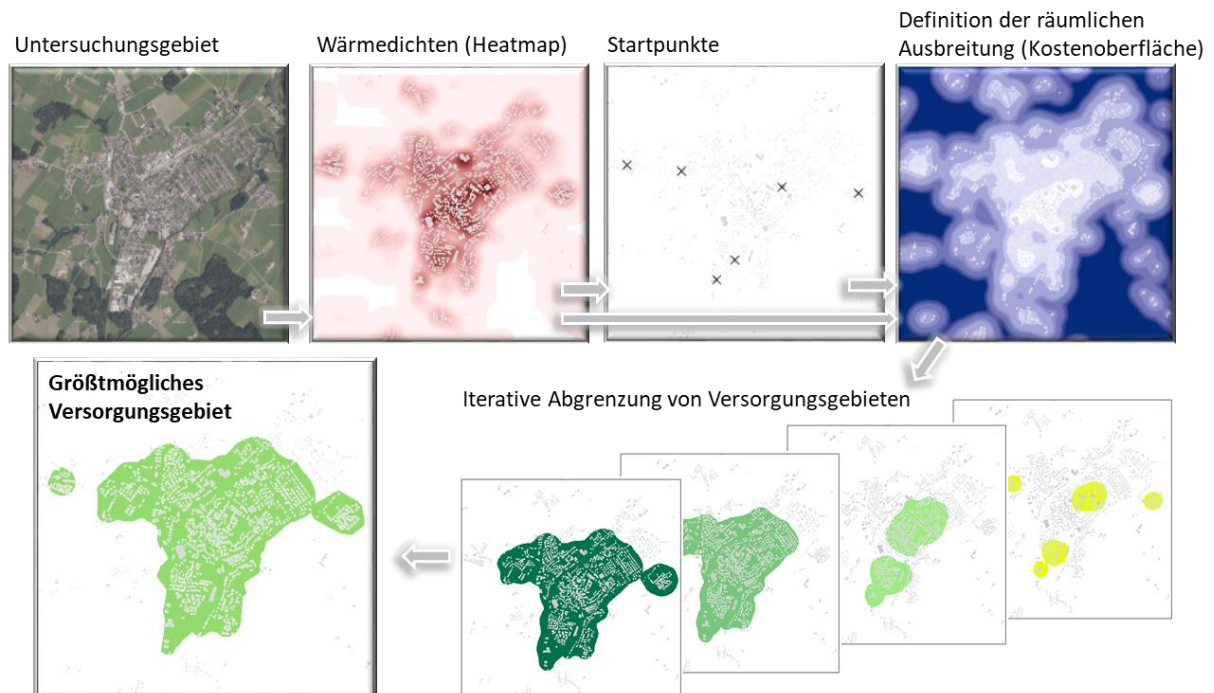 Untersuchungsgebiet
Wärmedichten (Heatmap)
Startpunkte
Definition der räumlichen
Ausbreitung (Kostenoberfläche)
Größtmögliches
Versorgungsgebiet
Iterative Abgrenzung von Versorgungsgebieten